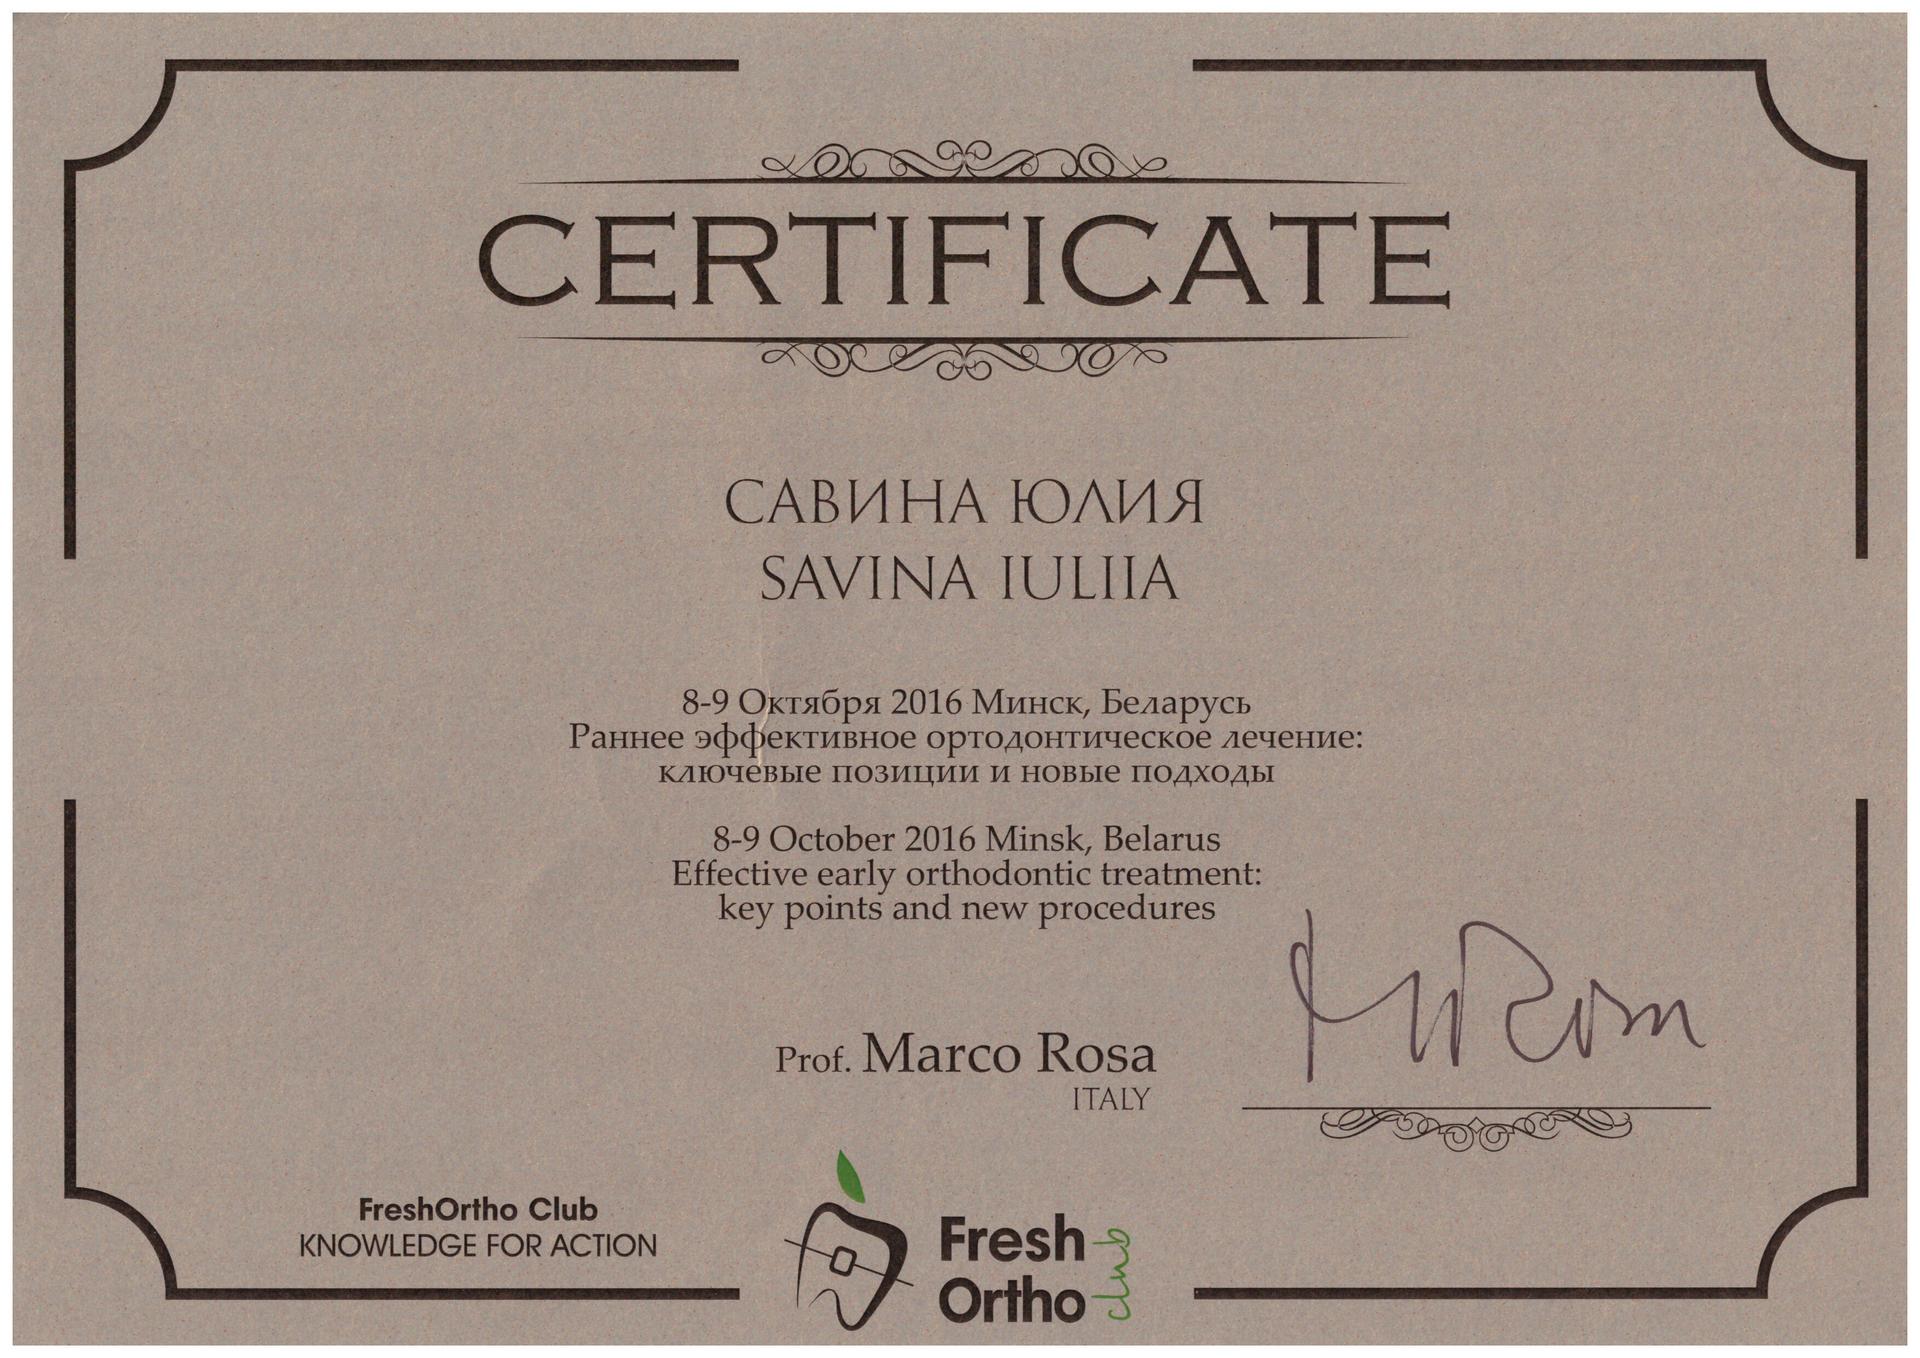 CERTIFICATE
САВИНА ЮЛИЯ
SAVINA IULIIA
8-9 Октября 2016 Минск, Беларусь
Раннее эффективное ортодонтическое лечение:
ключевые позиции и новые подходы
8-9 October 2016 Minsk, Belarus
Effective early orthodontic treatment:
key points and new procedures
M Rosa
Prof. Marco Rosa
ITALY
FreshOrtho Club
KNOWLEDGE FOR ACTION
Fresh
Ortho
club